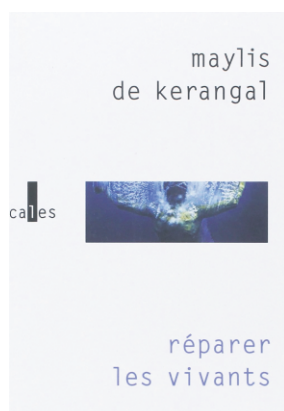 maylis
de kerangal
cales
réparer
les vivants